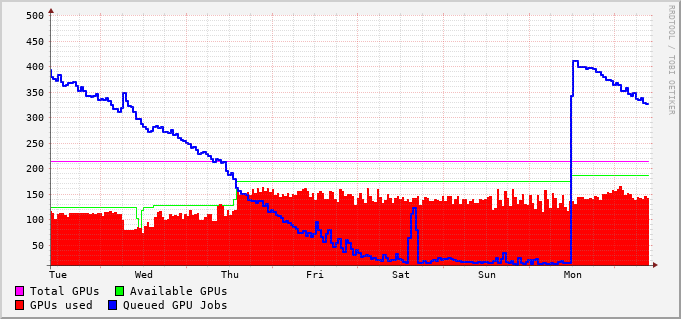 500
450
400
350
300
250
200
150
100
50
Tue Wed Thu Fri Sat Sun Mon
Total GPUs Available GPUs
GPUs used Queued GPU Jobs
RRDTOOL / TOBI OETIKER